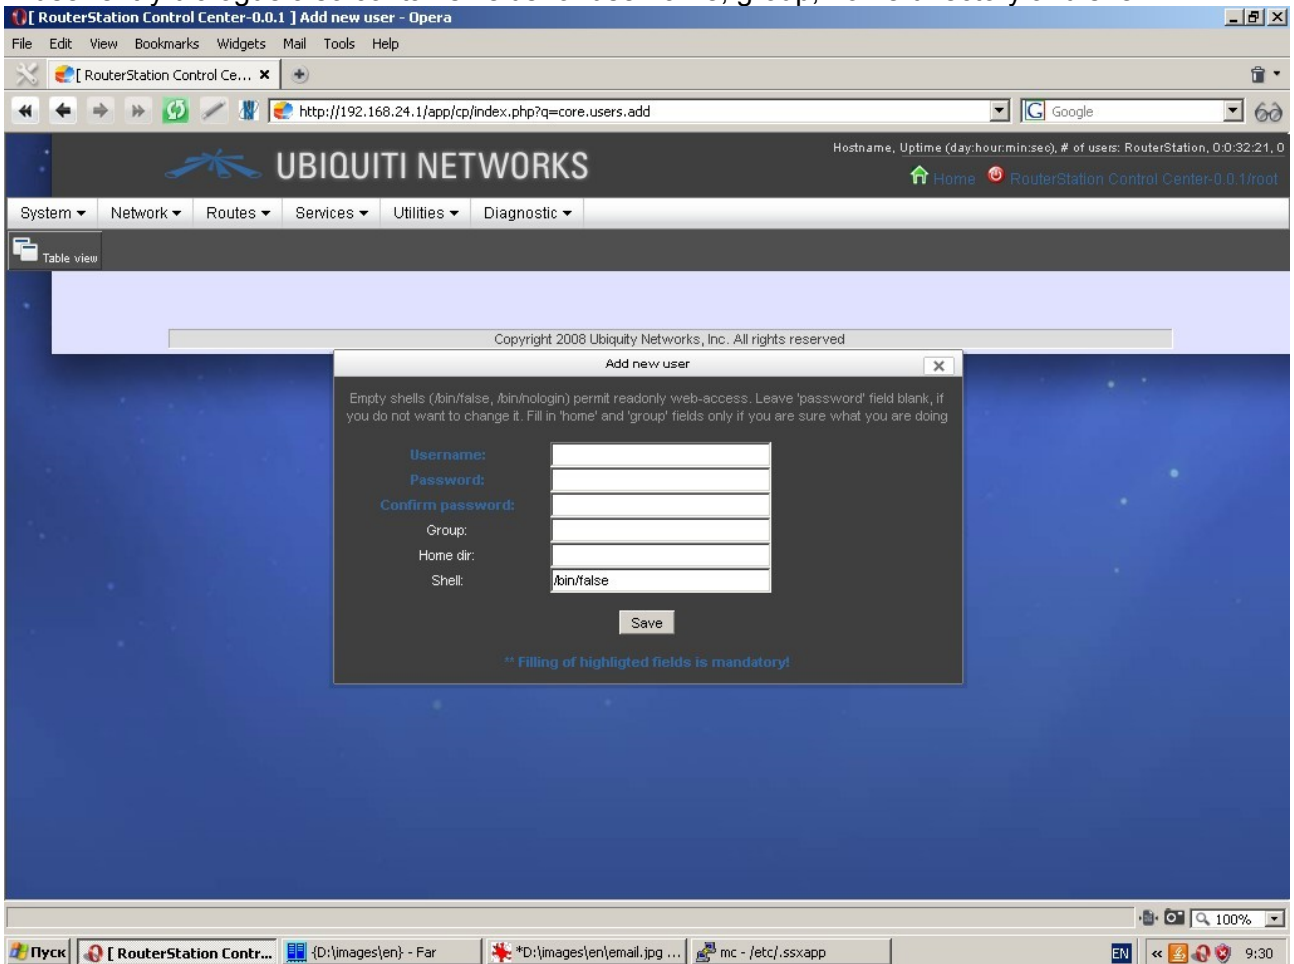 [ RouterStation Control Center-0.0.1 ] Add new user - Opera
File Edit View Bookmarks Widgets Mail Tools Help
[ RouterStation Control Ce...
http://192.168.24.1/app/cp/index.php?q=core.users.add
Google
UBIQUITI NETWORKS
Hostname, Uptime (day:hour:min:sec), # of users: RouterStation, 0:0:32:21, 0
Home RouterStation Control Center-0.0.1/root
System Network Routes Services Utilities Diagnostic
Table view
Copyright 2008 Ubiquity Networks, Inc. All rights reserved
Add new user
Empty shells (/bin/false, /bin/nologin) permit readonly web-access. Leave 'password' field blank, if
you do not want to change it. Fill in 'home' and 'group' fields only if you are sure what you are doing
Username:
Password:
Confirm password:
Group:
Home dir:
Shell: /bin/false
Save
** Filling of highligted fields is mandatory!
100%
Пуск [ RouterStation Contr... {D:\images\en} - Far *D:\images\en\email.jpg ... mc - /etc/.ssxapp EN « 9:30